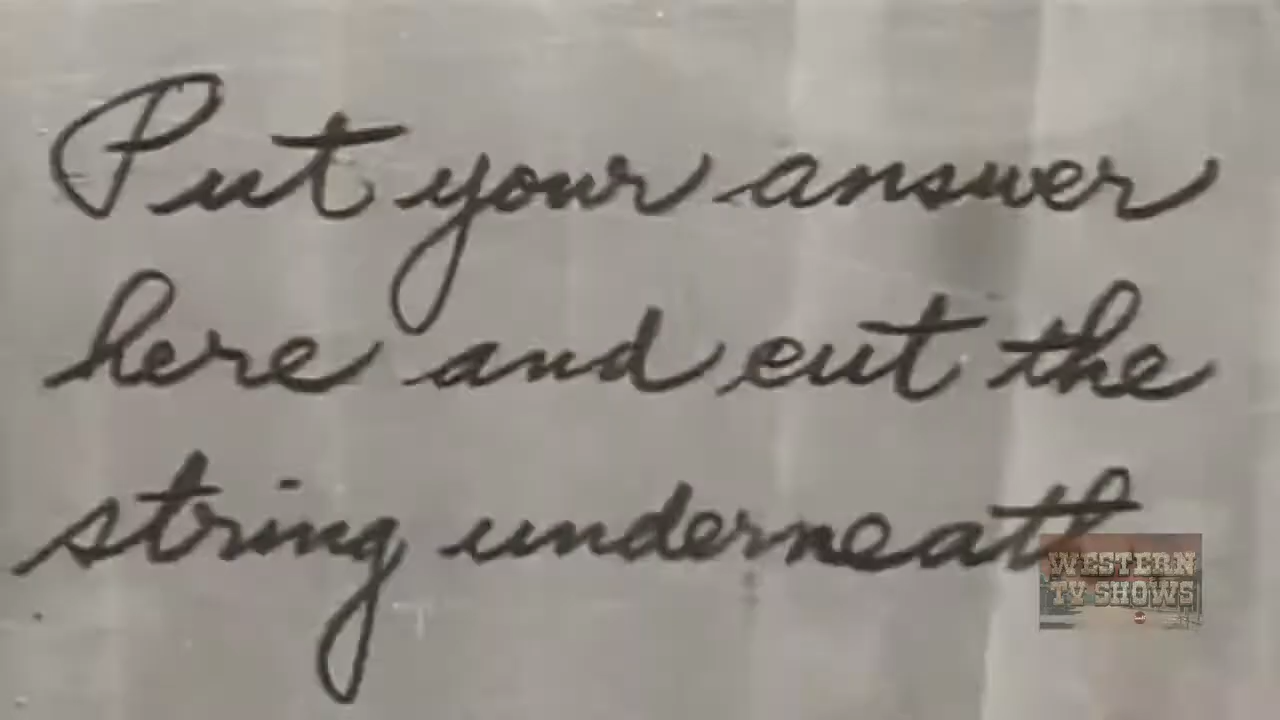 Put your answer
here and cut the
string underneath
WESTERN
TV SHOWS